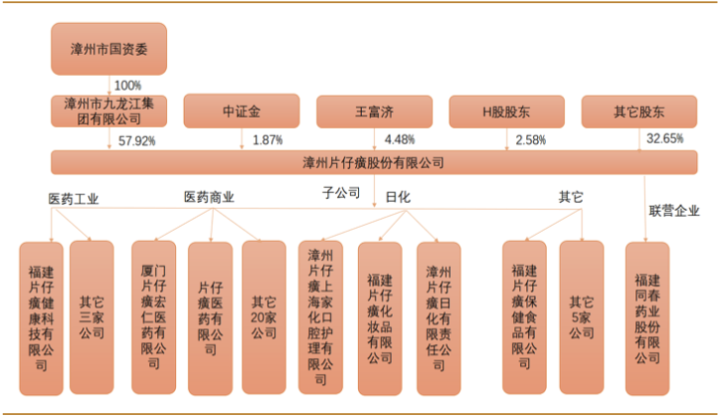 漳州市国资委
100%
漳州市九龙江集
团有限公司
中证金
王富济
H股股东
其它股东
57.92%
1.87%
4.48%
2.58%
32.65%
漳州片仔癀股份有限公司
医药工业
医药商业
子公司
日化
其它
联营企业
福建
片仔
癀健
康科
技有
限公
司
其它
三家
公司
厦门
片仔
癀宏
仁医
药有
限公
司
片仔
癀医
药有
限公
司
其它
20家
公司
漳州
片仔
癀上
海家
化口
腔护
理有
限公
司
福建
片仔
癀化
妆品
有限
公司
漳州
片仔
癀日
化有
限责
任公
司
福建
片仔
癀保
健食
品有
限公
司
其它
5家
公司
福建
同春
药业
股份
有限
公司